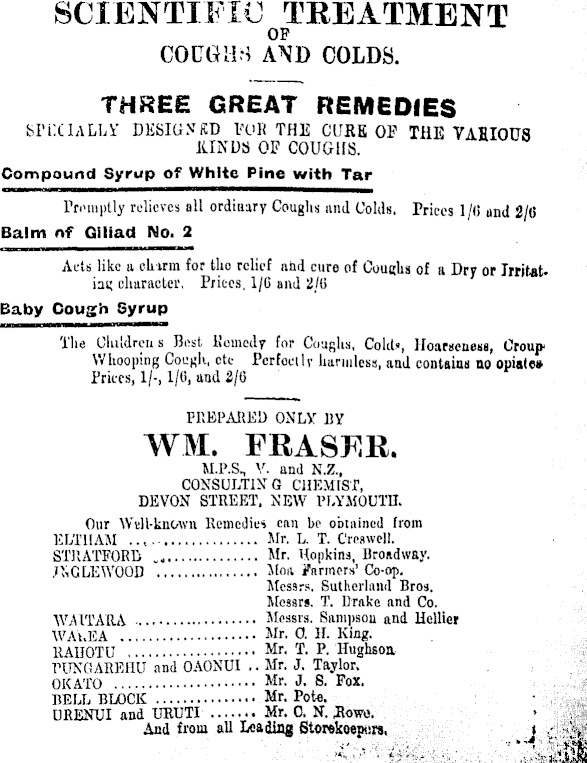 SCIENTIFIC TREATMENT
OF
COUGHS AND COLDS.
THREE GREAT REMEDIES
SPECIALLY DESIGNED FOR THE CURE OF THE VARIOUS
KINDS OF COUGHS.
Compound Syrup of White Pine with Tar
Promptly relieves all ordinary Coughs and Colds. Prices 1/6 and 2/6
Balm of Giliad No. 2
Acts like a charm for the relief and cure of Coughs of a Dry or Irritat-
ing character. Prices, 1/6 and 2/6
Baby Cough Syrup
The Children s Best Remedy for Coughs, Colds, Hoarseness, Croup
Whooping Cough, etc Perfectly harmless, and contains no opiates
Prices, 1/-, 1/6, and 2/6
PREPARED ONLY BY
WM. FRASER.
M.P.S., V. and N.Z.,
CONSULTING CHEMIST,
DEVON STREET, NEW PLYMOUTH.
Our Well-known Remedies can be obtained from
ELTHAM .................. Mr. L. T. Creswell.
STRATFORD ............... Mr. Hopkins, Broadway.
INGLEWOOD ............... Moa Farmers' Co-op.
Messrs. Sutherland Bros.
Messrs. T. Drake and Co.
WAITARA .................. Messrs. Sampson and Hellier
WAREA ................... Mr. C. H. King.
RAHOTU .................. Mr. T. P. Hughson
PUNGAREHU and OAONUI .. Mr. J. Taylor.
OKATO .................... Mr. J. S. Fox.
BELL BLOCK .............. Mr. Pote.
URENUI and URUTI ....... Mr. C. N. Rowe.
And from all Leading Storekeepers.